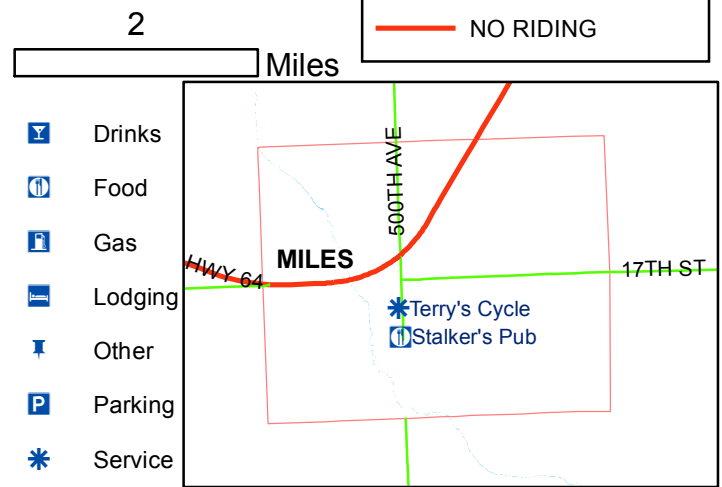 2
Miles
NO RIDING
Drinks
Food
Gas
Lodging
Other
P Parking
Service
500TH AVE
MILES
HWY 64
17TH ST
Terry's Cycle
Stalker's Pub